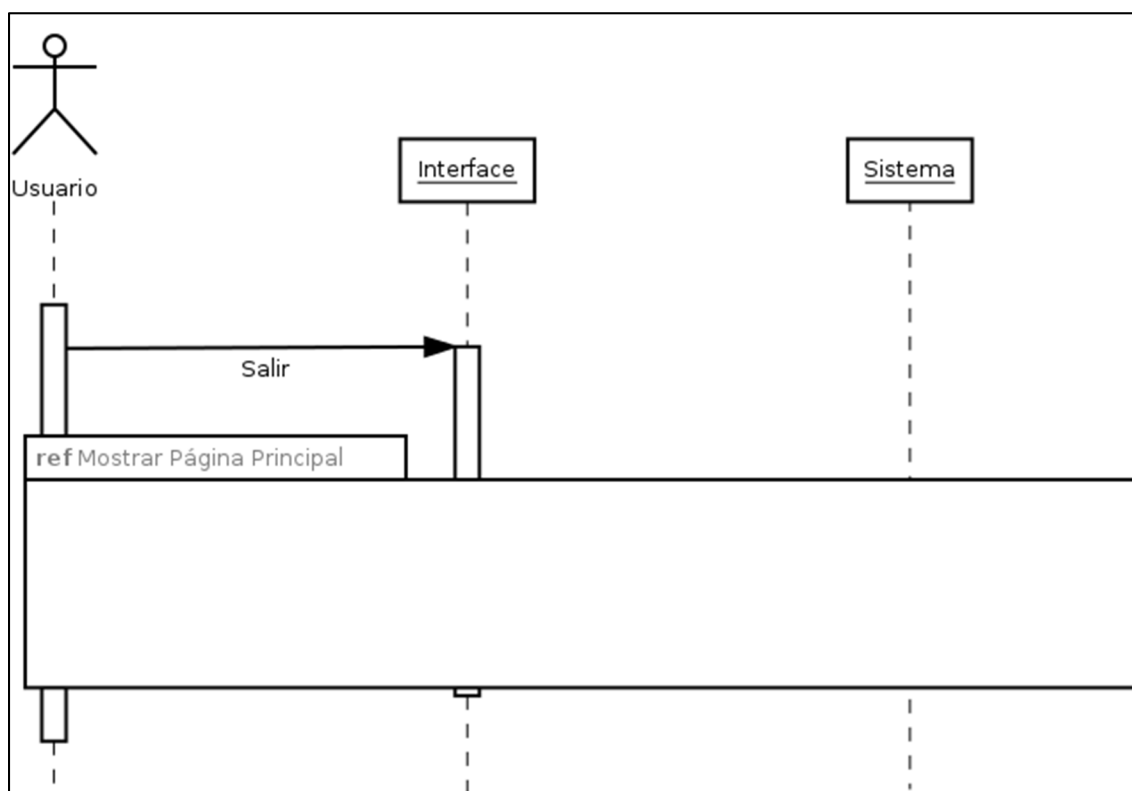 Usuario
Interface
Sistema
Salir
ref Mostrar Página Principal